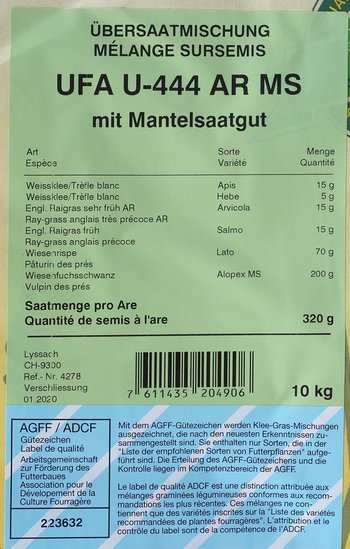 ÜBERSAATMISCHUNG
MÉLANGE SURSEMIS
UFA U-444 AR MS
mit Mantelsaatgut
Art Sorte Menge
Espèce Variété Quantité
Weissklee/Trèfle blanc Apis 15 g
Weissklee/Trèfle blanc Hebe 5 g
Engl. Raigras sehr früh AR Arvicola 15 g
Ray-grass anglais très précoce AR
Engl. Raigras früh Salmo 15 g
Ray-grass anglais précoce
Wiesenrispe Lato 70 g
Pâturin des prés
Wiesenfuchsschwanz Alopex MS 200 g
Vulpin des prés
Saatmenge pro Are
Quantité de semis à l'are 320 g
Lyssach
CH-9300
Ref.- Nr. 4278
Verschliessung
01.2020
7 611435 204906
10 kg
AGFF / ADCF
Gütezeichen
Label de qualité
Arbeitsgemeinschaft
zur Förderung des
Futterbaues
Association pour le
Dévelopement de la
Culture Fourragère
223632
Mit dem AGFF-Gütezeichen werden Klee-Gras-Mischungen
ausgezeichnet, die nach den neuesten Erkenntnissen zu-
sammengestellt sind. Sie enthalten nur Sorten, die in der
"Liste der empfohlenen Sorten von Futterpflanzen" aufge-
führt sind. Die Erteilung des AGFF-Gütezeichens und die
Kontrolle liegen im Kompetenzbereich der AGFF.
Le label de qualité ADCF est une distinction attribuée aux
mélanges graminées légumineuses conformes aux recom-
mandations les plus récentes. Ces mélanges ne con-
tiennent que des variétés inscrites sur la "Liste des variétés
recommandées de plantes fourragères". L'attribution et le
contrôle du label sont de la compétence de l'ADCF.